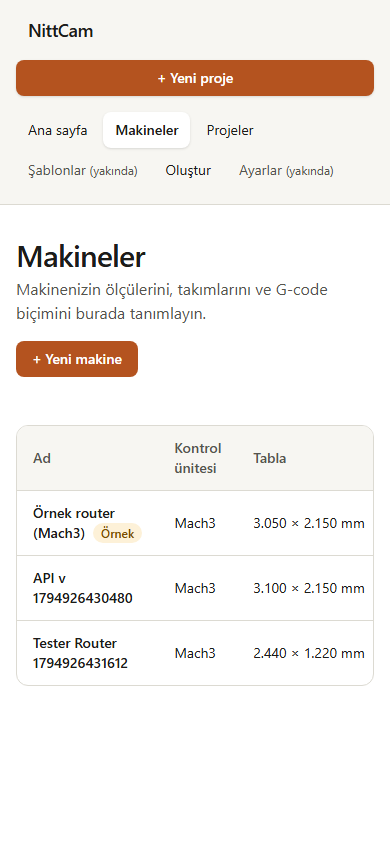 NittCam
+ Yeni proje
Ana sayfa
Makineler
Projeler
Şablonlar (yakında)
Oluştur
Ayarlar (yakında)
Makineler
Makinenizin ölçülerini, takımlarını ve G-code
biçimini burada tanımlayın.
+ Yeni makine
Ad
Kontrol
ünitesi
Tabla
Örnek router
(Mach3) Örnek
Mach3
3.050 × 2.150 mm
API v
1794926430480
Mach3
3.100 × 2.150 mm
Tester Router
1794926431612
Mach3
2.440 × 1.220 mm